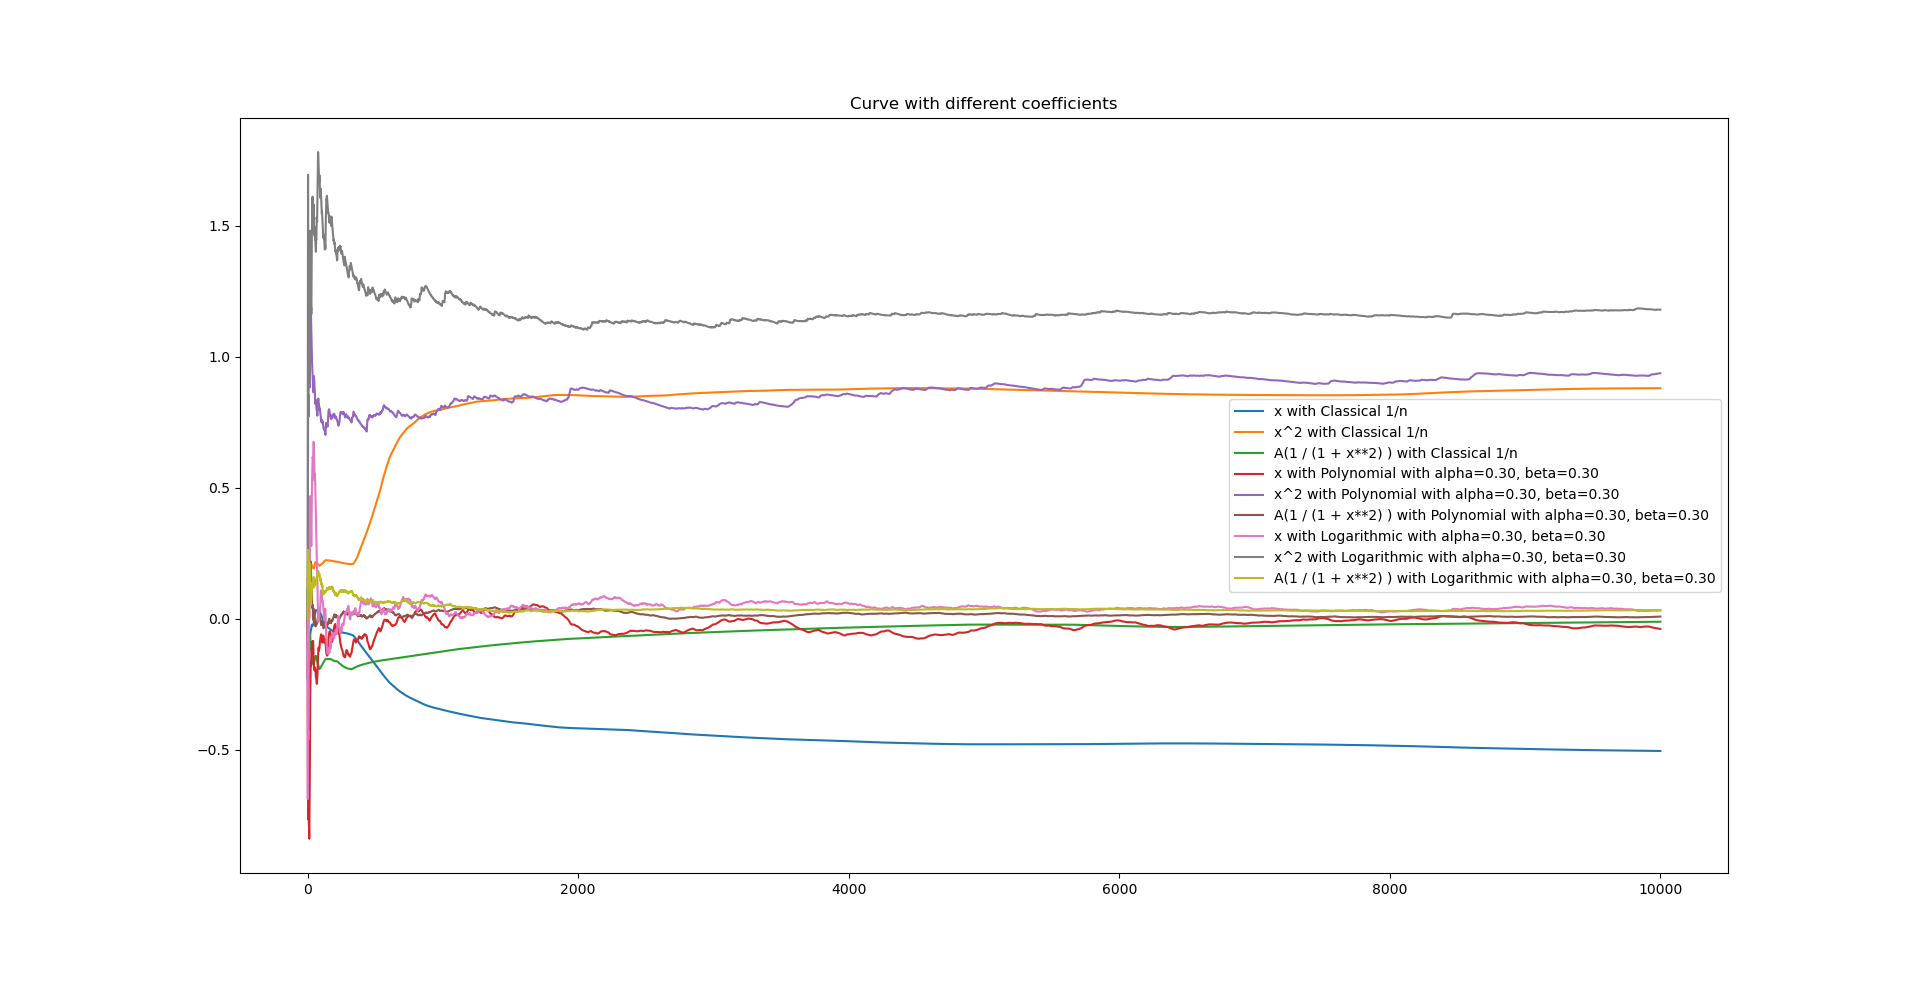 Curve with different coefficients
1.5
1.0
0.5
0.0
−0.5
0
2000
4000
6000
8000
10000
x with Classical 1/n
x^2 with Classical 1/n
A(1 / (1 + x**2) ) with Classical 1/n
x with Polynomial with alpha=0.30, beta=0.30
x^2 with Polynomial with alpha=0.30, beta=0.30
A(1 / (1 + x**2) ) with Polynomial with alpha=0.30, beta=0.30
x with Logarithmic with alpha=0.30, beta=0.30
x^2 with Logarithmic with alpha=0.30, beta=0.30
A(1 / (1 + x**2) ) with Logarithmic with alpha=0.30, beta=0.30